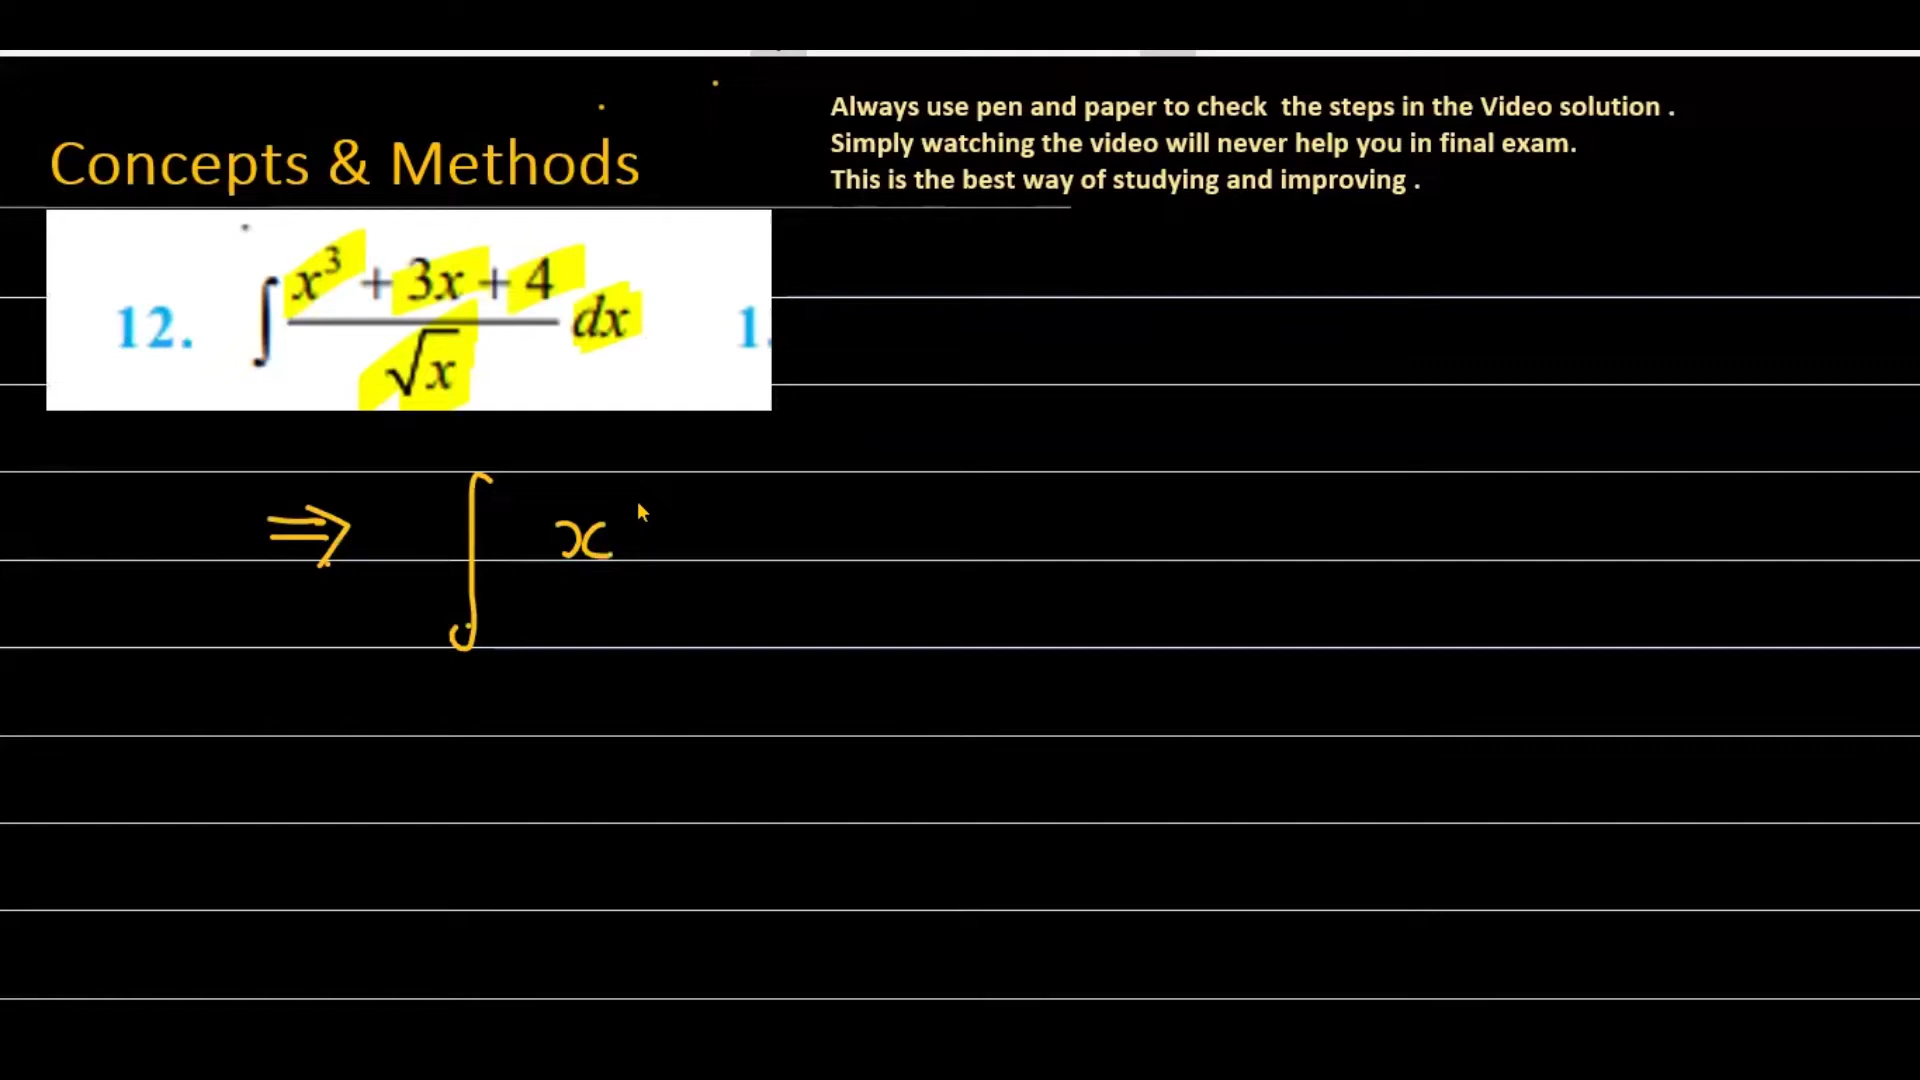 Always use pen and paper to check the steps in the Video solution .
Simply watching the video will never help you in final exam.
This is the best way of studying and improving .
Concepts & Methods
12. ∫ (x³ + 3x + 4)/√x dx 1.
⇒ ∫ x